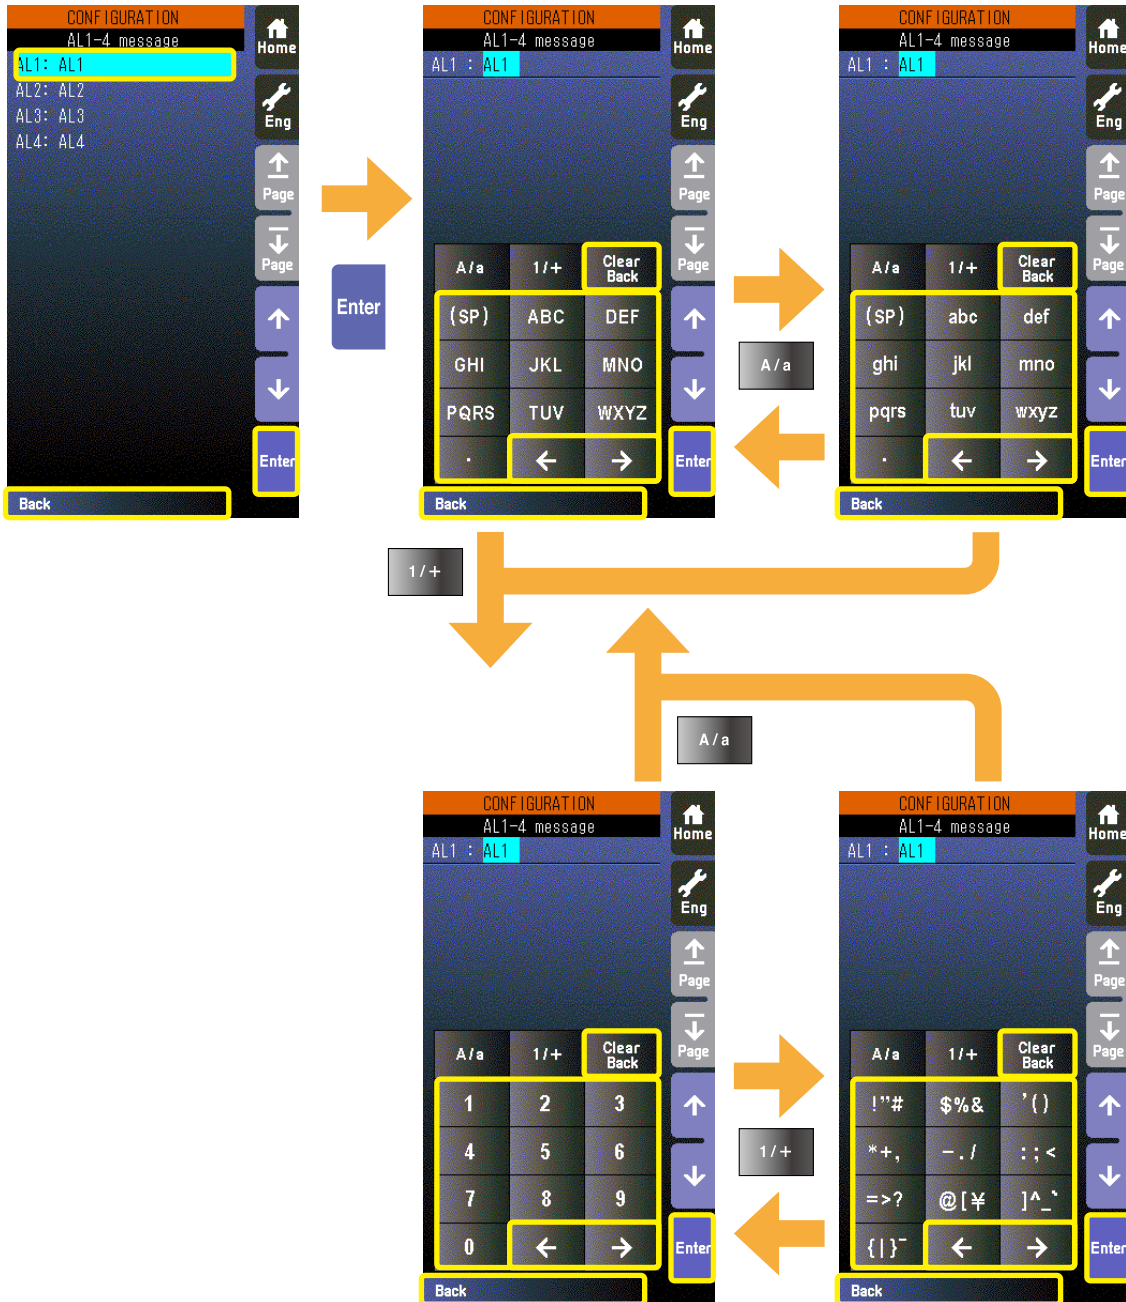 CONFIGURATION
AL1-4 message
AL1: AL1
AL2: AL2
AL3: AL3
AL4: AL4
Home
Eng
Page
Page
Enter
Back
Enter
CONFIGURATION
AL1-4 message
AL1 : AL1
A/a 1/+ Clear Back
(SP) ABC DEF
GHI JKL MNO
PQRS TUV WXYZ
. ← →
Home
Eng
Page
Page
↑
↓
Enter
Back
A/a
CONFIGURATION
AL1-4 message
AL1 : AL1
A/a 1/+ Clear Back
(SP) abc def
ghi jkl mno
pqrs tuv wxyz
. ← →
Home
Eng
Page
Page
↑
↓
Enter
Back
1/+
A/a
CONFIGURATION
AL1-4 message
AL1 : AL1
A/a 1/+ Clear Back
1 2 3
4 5 6
7 8 9
0 ← →
Home
Eng
Page
Page
↑
↓
Enter
Back
1/+
CONFIGURATION
AL1-4 message
AL1 : AL1
A/a 1/+ Clear Back
!"# $%& '()
*+, -./ :;<
=>? @[¥ ]^_`
{|}‾ ← →
Home
Eng
Page
Page
↑
↓
Enter
Back